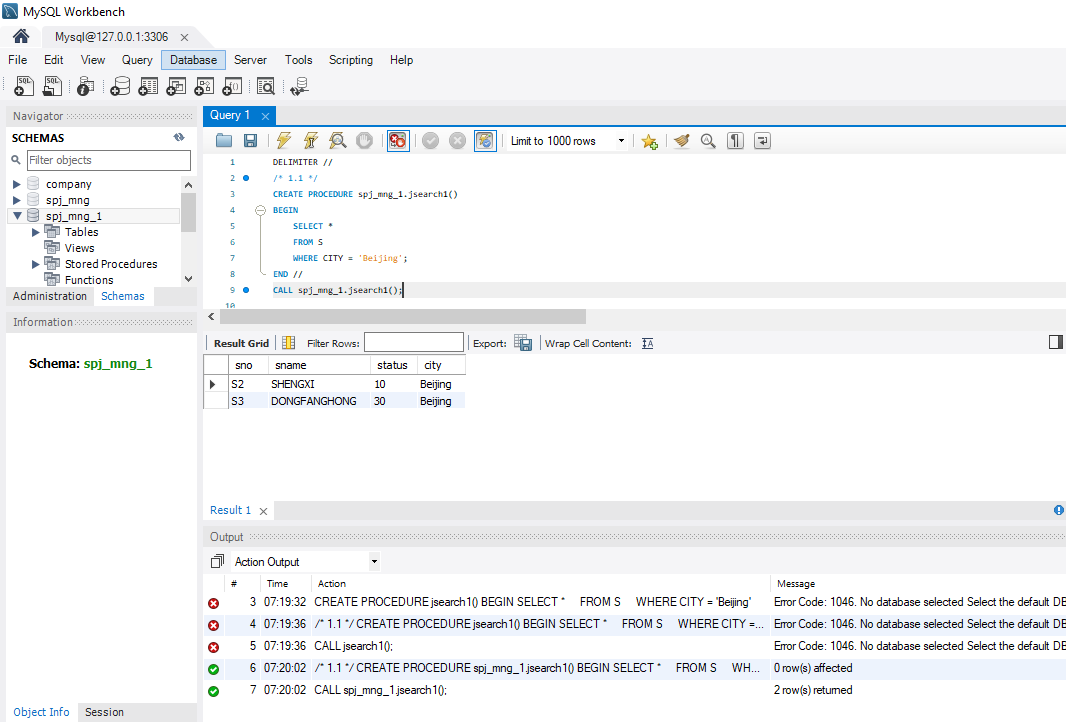 MySQL Workbench
Mysql@127.0.0.1:3306
File Edit View Query Database Server Tools Scripting Help
Navigator
SCHEMAS
Filter objects
company
spj_mng
spj_mng_1
Tables
Views
Stored Procedures
Functions
Administration Schemas
Information
Schema: spj_mng_1
Object Info Session
Query 1
Limit to 1000 rows
1 DELIMITER //
2 /* 1.1 */
3 CREATE PROCEDURE spj_mng_1.jsearch1()
4 BEGIN
5 SELECT *
6 FROM S
7 WHERE CITY = 'Beijing';
8 END //
9 CALL spj_mng_1.jsearch1();
10
Result Grid Filter Rows: Export: Wrap Cell Content:
sno sname status city
S2 SHENGXI 10 Beijing
S3 DONGFANGHONG 30 Beijing
Result 1
Output
Action Output
# Time Action Message
3 07:19:32 CREATE PROCEDURE jsearch1() BEGIN SELECT * FROM S WHERE CITY = 'Beijing' Error Code: 1046. No database selected Select the default DB
4 07:19:36 /* 1.1 */ CREATE PROCEDURE jsearch1() BEGIN SELECT * FROM S WHERE CITY =... Error Code: 1046. No database selected Select the default DB
5 07:19:36 CALL jsearch1(); Error Code: 1046. No database selected Select the default DB
6 07:20:02 /* 1.1 */ CREATE PROCEDURE spj_mng_1.jsearch1() BEGIN SELECT * FROM S WH... 0 row(s) affected
7 07:20:02 CALL spj_mng_1.jsearch1(); 2 row(s) returned